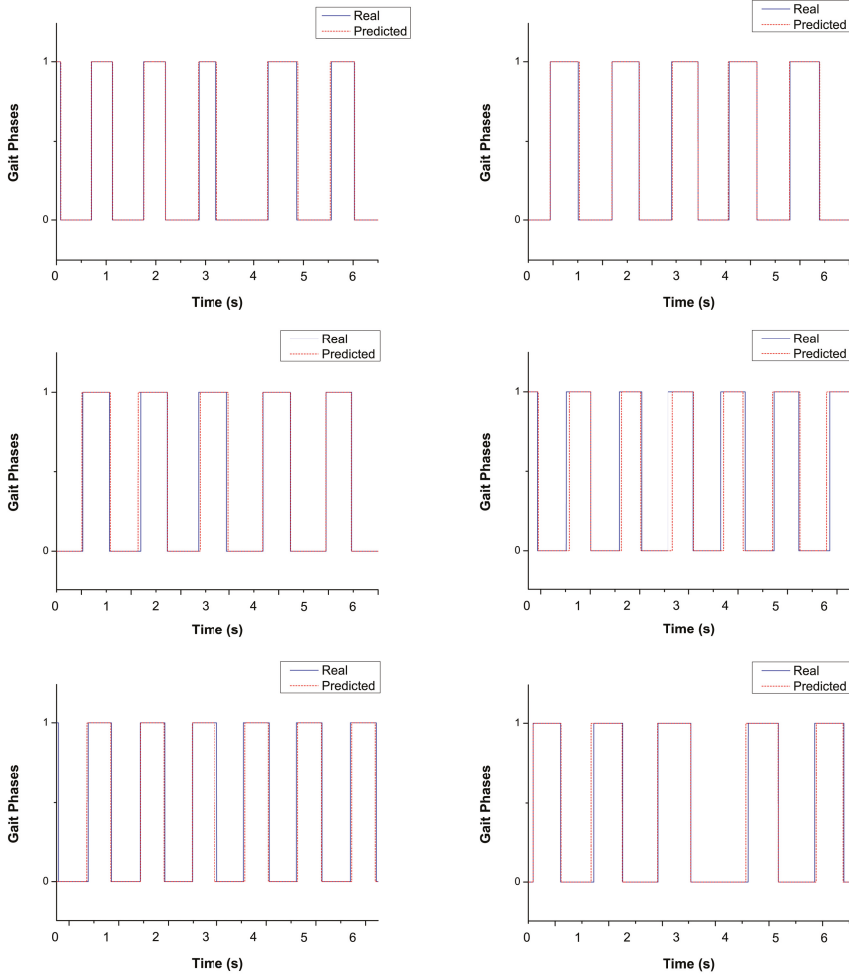 Real
Predicted
Gait Phases
1
0
0 1 2 3 4 5 6
Time (s)
Real
Predicted
Gait Phases
1
0
0 1 2 3 4 5 6
Time (s)
Real
Predicted
Gait Phases
1
0
0 1 2 3 4 5 6
Time (s)
Real
Predicted
Gait Phases
1
0
0 1 2 3 4 5 6
Time (s)
Real
Predicted
Gait Phases
1
0
0 1 2 3 4 5 6
Time (s)
Real
Predicted
Gait Phases
1
0
0 1 2 3 4 5 6
Time (s)